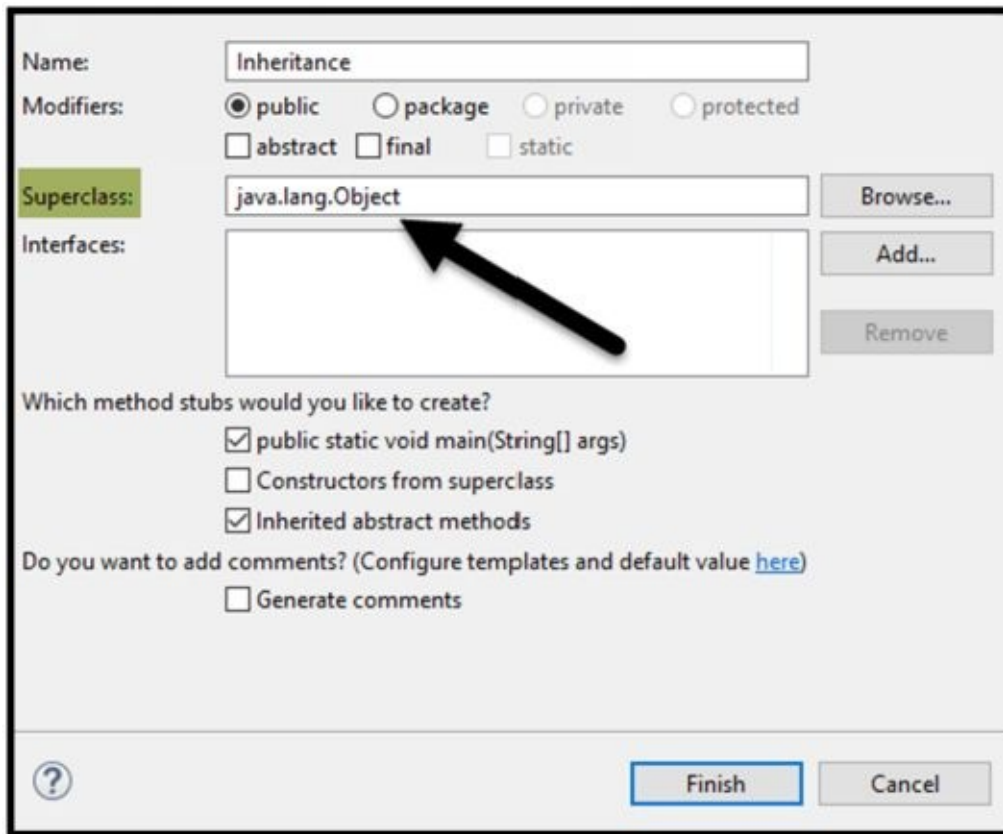 Name: Inheritance
Modifiers: public package private protected
abstract final static
Superclass: java.lang.Object Browse...
Interfaces: Add...
Remove
Which method stubs would you like to create?
public static void main(String[] args)
Constructors from superclass
Inherited abstract methods
Do you want to add comments? (Configure templates and default value here)
Generate comments
? Finish Cancel